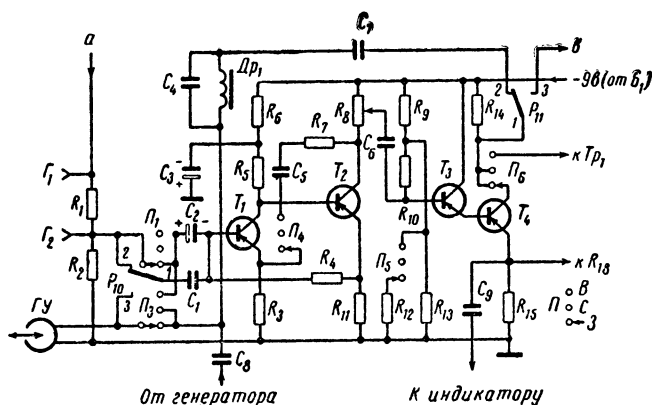 a
C₇
в
C₄
Др₁
2
3
-9в(от Б₁)
R₆
R₈
R₉
R₁₄
1
P₁₁
R₇
Г₁
C₃
-
+
R₅
C₅
C₆
к Тр₁
П₆
R₁
T₂
T₃
П₁
+
C₂
-
T₁
R₁₀
T₄
Г₂
2
П₄
R₂
P₁₀
1
R₄
П₅
к R₁₈
3
П₃
C₁
C₉
В
ГУ
R₃
R₁₁
R₁₂
R₁₃
R₁₅
П
С
З
C₈
От генератора
К индикатору